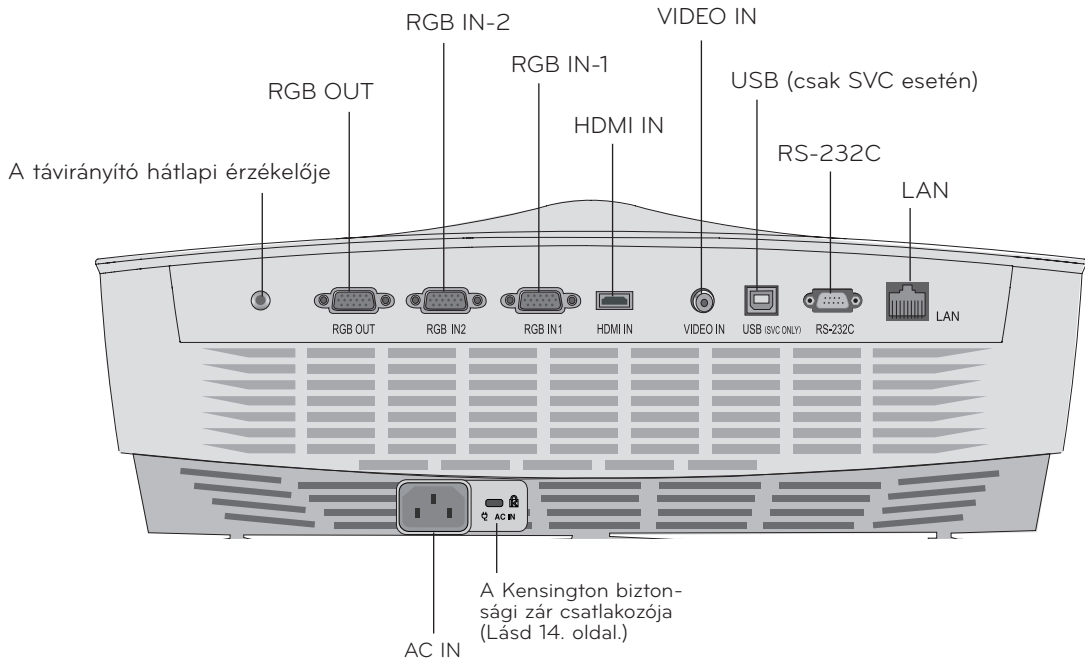 RGB IN-2
VIDEO IN
RGB IN-1
USB (csak SVC esetén)
RGB OUT
HDMI IN
RS-232C
A távirányító hátlapi érzékelője
LAN
RGB OUT
RGB IN2
RGB IN1
HDMI IN
VIDEO IN
USB (SVC ONLY)
RS-232C
LAN
AC IN
A Kensington bizton-
sági zár csatlakozója
(Lásd 14. oldal.)
AC IN